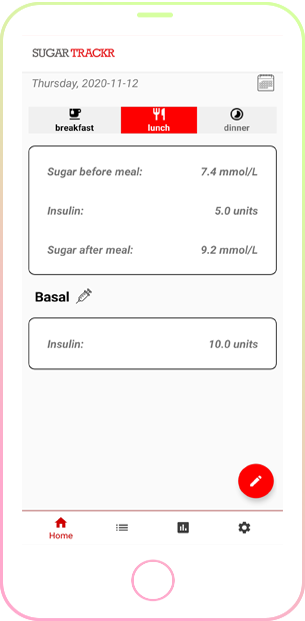 SUGAR TRACKR
Thursday, 2020-11-12
breakfast lunch dinner
Sugar before meal: 7.4 mmol/L
Insulin: 5.0 units
Sugar after meal: 9.2 mmol/L
Basal
Insulin: 10.0 units
Home